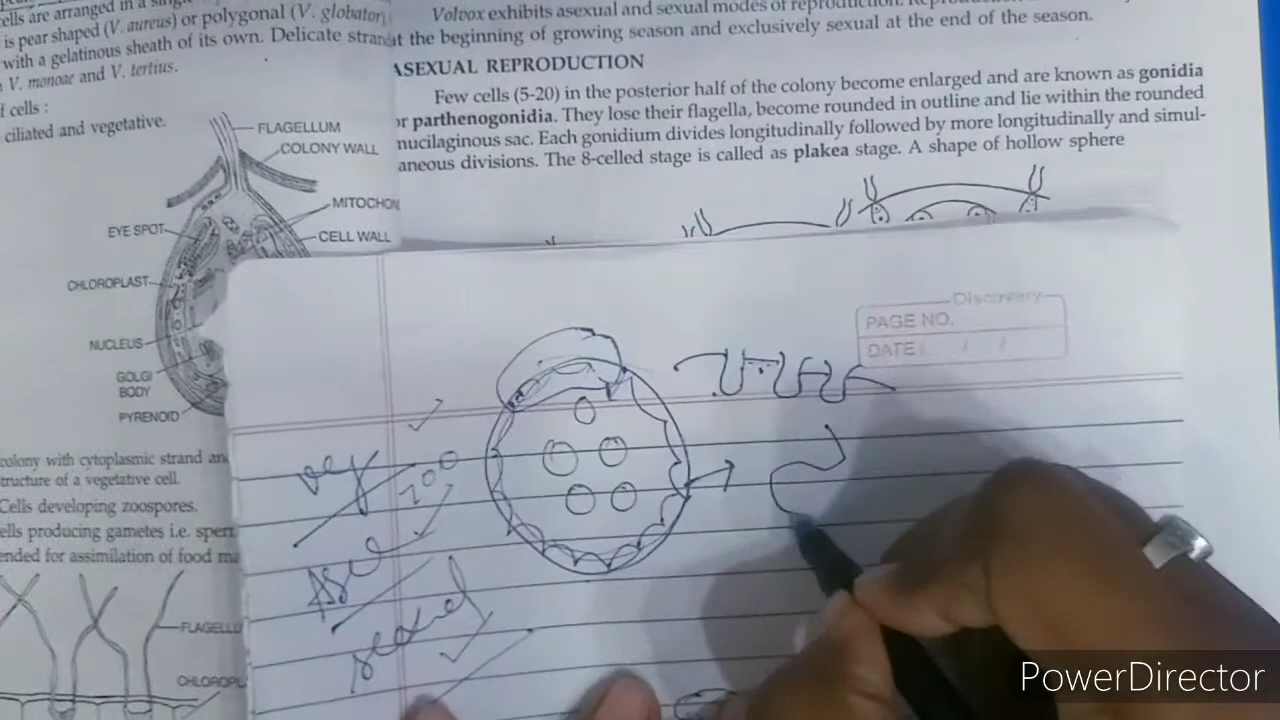 ells are arranged in a
is pear shaped (V. aureus) or polygonal (V. globator)
with a gelatinous sheath of its own. Delicate stran
V. monoae and V. tertius.
f cells :
ciliated and vegetative.
FLAGELLUM
COLONY WALL
MITOCHON
CELL WALL
EYE SPOT
CHLOROPLAST
NUCLEUS
GOLGI
BODY
PYRENOID
colony with cytoplasmic strand an
tructure of a vegetative cell.
Cells developing zoospores.
ells producing gametes i.e. sper
ended for assimilation of food ma
FLAGELLU
CHLOROPL
Volvox exhibits asexual and sexual modes of reproduction.
at the beginning of growing season and exclusively sexual at the end of the season.
ASEXUAL REPRODUCTION
Few cells (5-20) in the posterior half of the colony become enlarged and are known as gonidia
or parthenogonidia. They lose their flagella, become rounded in outline and lie within the rounded
mucilaginous sac. Each gonidium divides longitudinally followed by more longitudinally and simul-
aneous divisions. The 8-celled stage is called as plakea stage. A shape of hollow sphere
Discovery
PAGE NO.
DATE / /
veg
zoo
Asex
sexual
PowerDirector